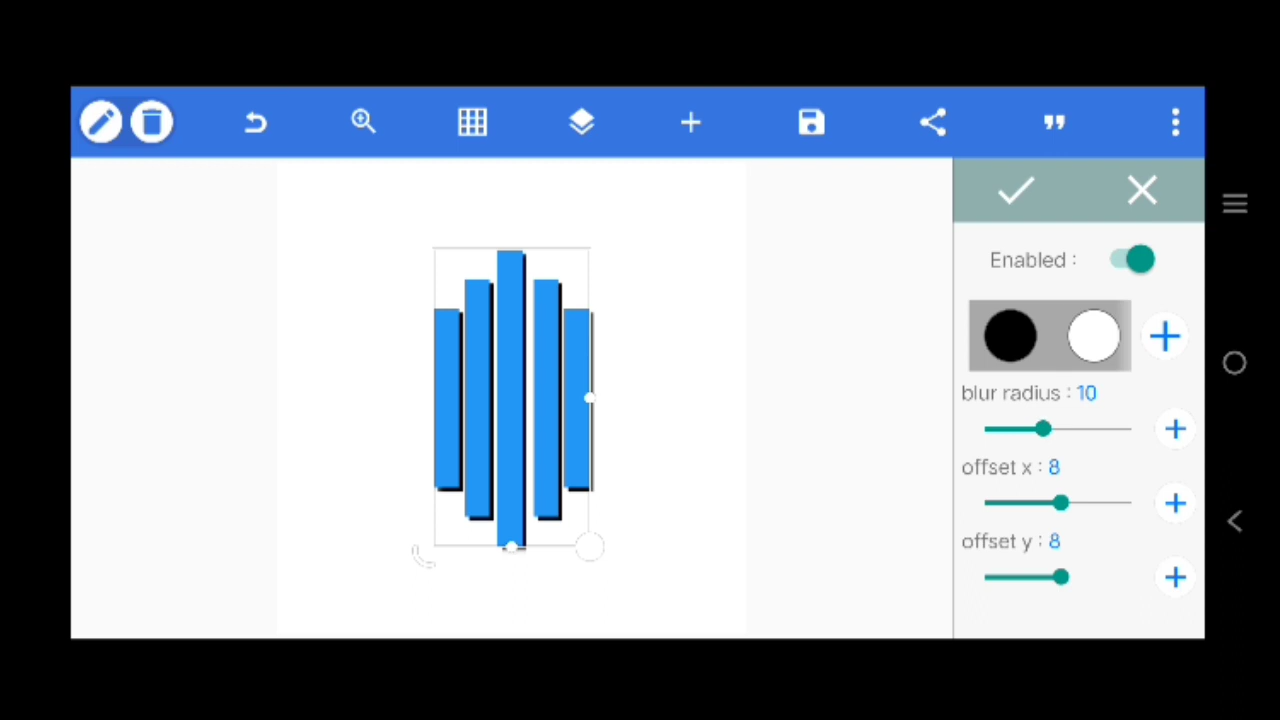 Enabled :
blur radius : 10
offset x : 8
offset y : 8